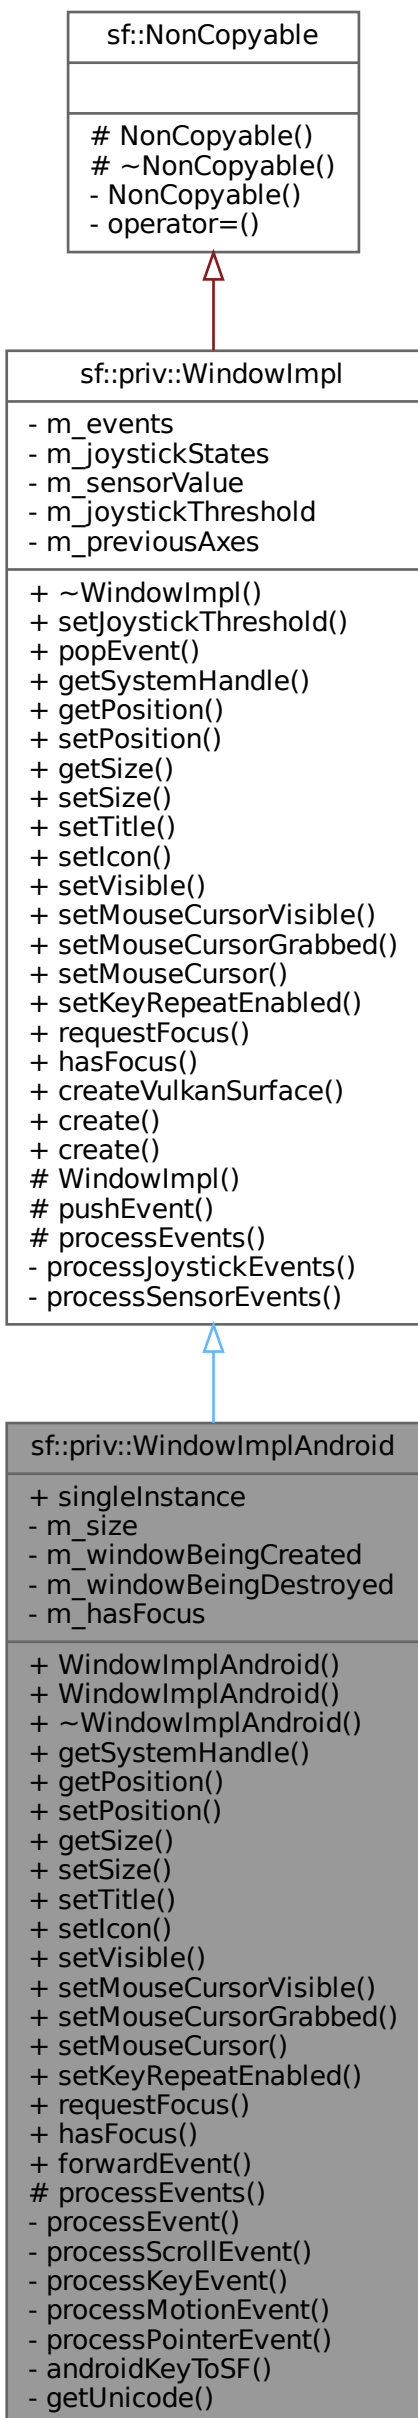 sf::NonCopyable
# NonCopyable()
# ~NonCopyable()
- NonCopyable()
- operator=()
sf::priv::WindowImpl
- m_events
- m_joystickStates
- m_sensorValue
- m_joystickThreshold
- m_previousAxes
+ ~WindowImpl()
+ setJoystickThreshold()
+ popEvent()
+ getSystemHandle()
+ getPosition()
+ setPosition()
+ getSize()
+ setSize()
+ setTitle()
+ setIcon()
+ setVisible()
+ setMouseCursorVisible()
+ setMouseCursorGrabbed()
+ setMouseCursor()
+ setKeyRepeatEnabled()
+ requestFocus()
+ hasFocus()
+ createVulkanSurface()
+ create()
+ create()
# WindowImpl()
# pushEvent()
# processEvents()
- processJoystickEvents()
- processSensorEvents()
sf::priv::WindowImplAndroid
+ singleInstance
- m_size
- m_windowBeingCreated
- m_windowBeingDestroyed
- m_hasFocus
+ WindowImplAndroid()
+ WindowImplAndroid()
+ ~WindowImplAndroid()
+ getSystemHandle()
+ getPosition()
+ setPosition()
+ getSize()
+ setSize()
+ setTitle()
+ setIcon()
+ setVisible()
+ setMouseCursorVisible()
+ setMouseCursorGrabbed()
+ setMouseCursor()
+ setKeyRepeatEnabled()
+ requestFocus()
+ hasFocus()
+ forwardEvent()
# processEvents()
- processEvent()
- processScrollEvent()
- processKeyEvent()
- processMotionEvent()
- processPointerEvent()
- androidKeyToSF()
- getUnicode()